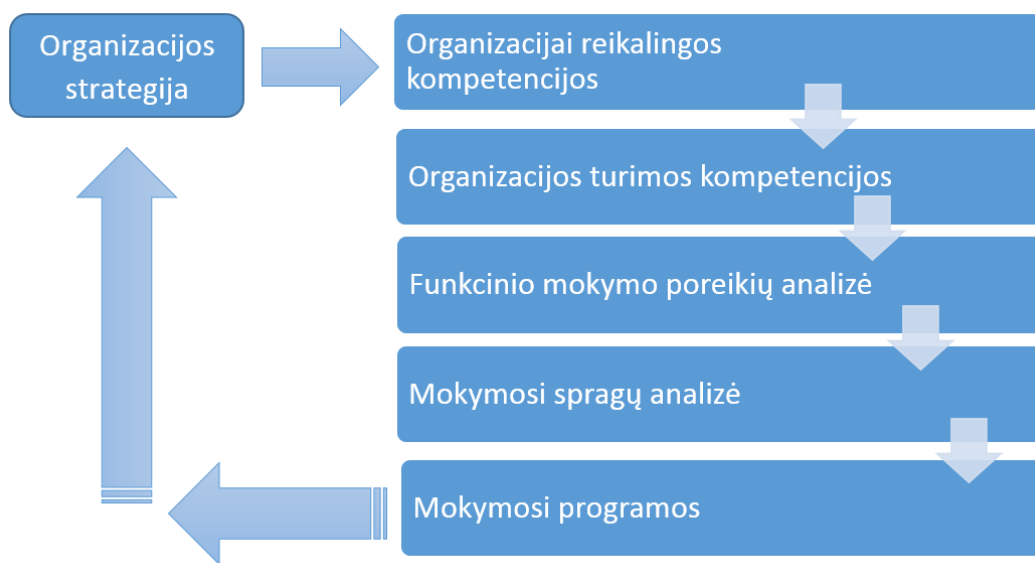 Organizacijos
strategija
Organizacijai reikalingos
kompetencijos
Organizacijos turimos kompetencijos
Funkcinio mokymo poreikių analizė
Mokymosi spragų analizė
Mokymosi programos